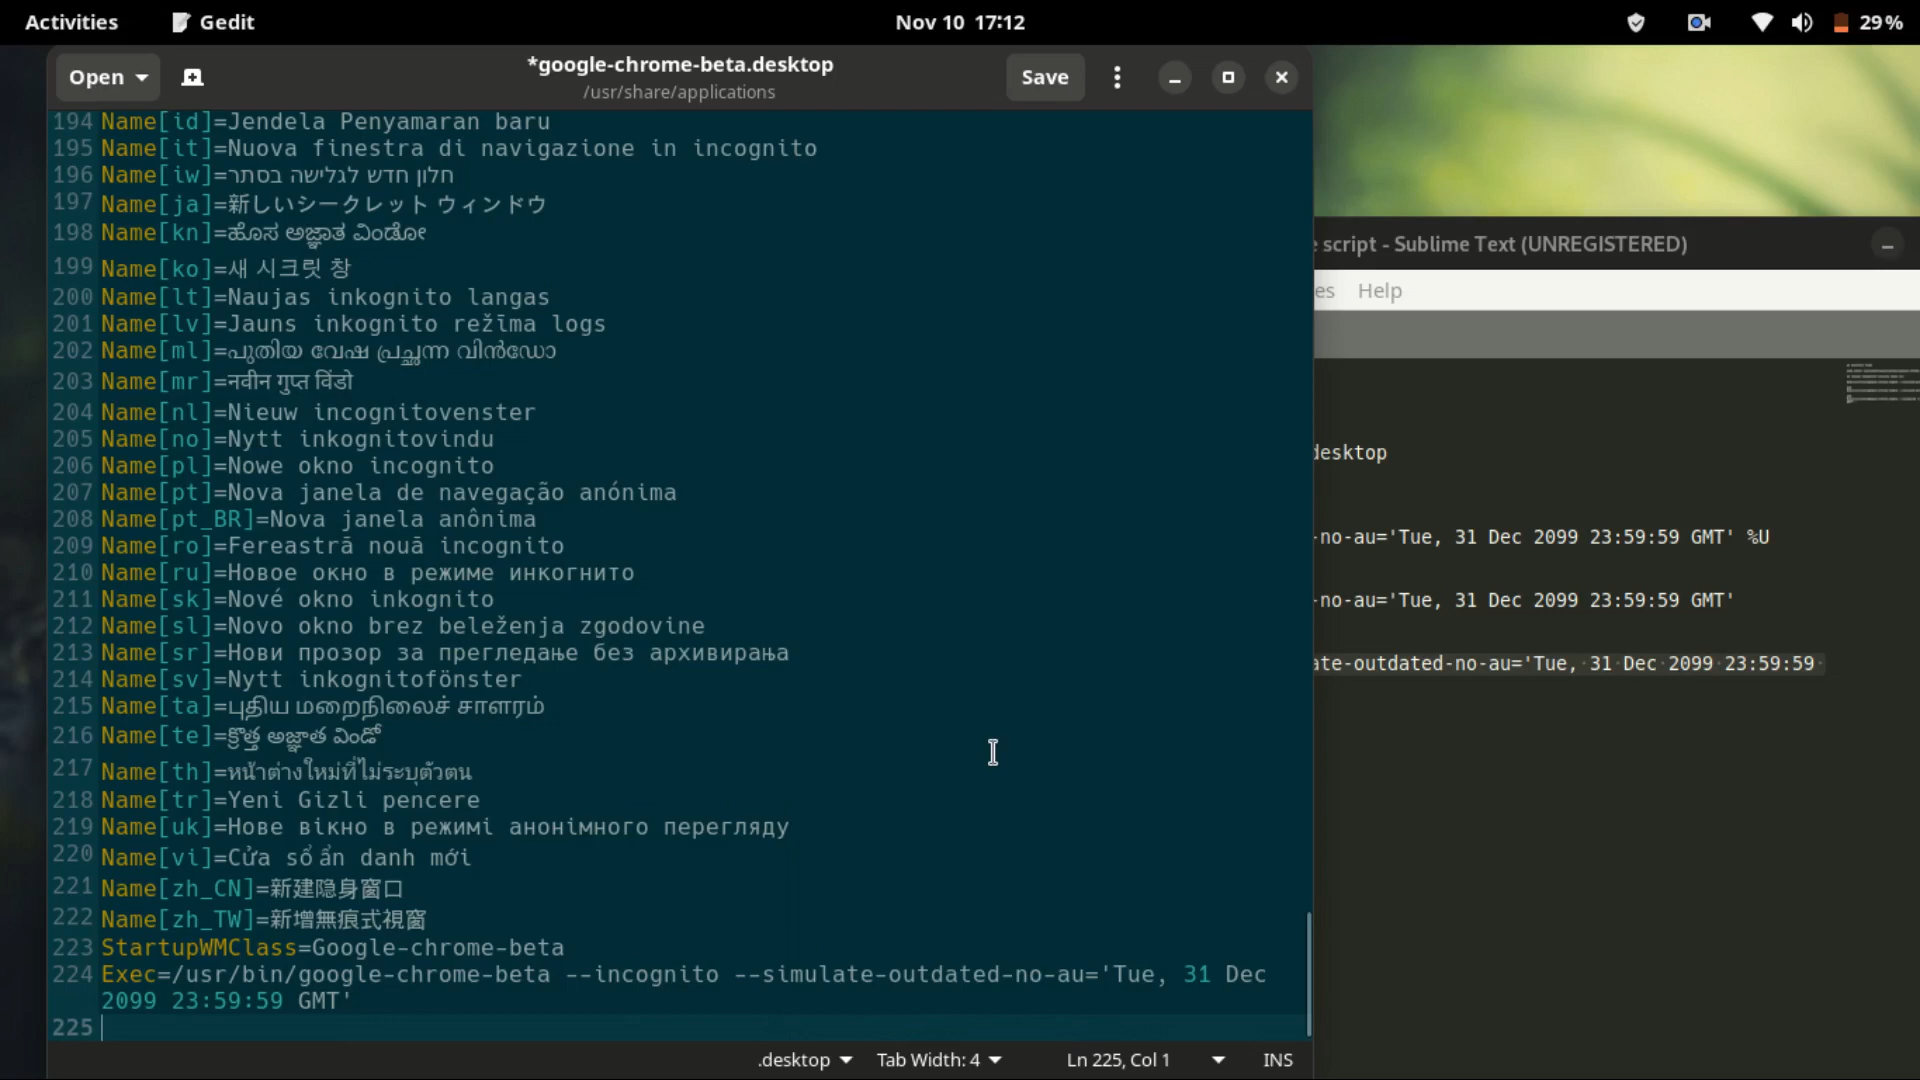 Activities Gedit Nov 10 17:12 29%
Open *google-chrome-beta.desktop Save
/usr/share/applications
194 Name[id]=Jendela Penyamaran baru
195 Name[it]=Nuova finestra di navigazione in incognito
196 Name[iw]=חלון חדש לגלישה בסתר
197 Name[ja]=新しいシークレット ウィンドウ
198 Name[kn]=ಹೊಸ ಅಜ್ಞಾತ ವಿಂಡೋ
199 Name[ko]=새 시크릿 창
200 Name[lt]=Naujas inkognito langas
201 Name[lv]=Jauns inkognito režīma logs
202 Name[ml]=പുതിയ വേഷ പ്രച്ഛന്ന വിൻഡോ
203 Name[mr]=नवीन गुप्त विंडो
204 Name[nl]=Nieuw incognitovenster
205 Name[no]=Nytt inkognitovindu
206 Name[pl]=Nowe okno incognito
207 Name[pt]=Nova janela de navegação anónima
208 Name[pt_BR]=Nova janela anônima
209 Name[ro]=Fereastră nouă incognito
210 Name[ru]=Новое окно в режиме инкогнито
211 Name[sk]=Nové okno inkognito
212 Name[sl]=Novo okno brez beleženja zgodovine
213 Name[sr]=Нови прозор за прегледање без архивирања
214 Name[sv]=Nytt inkognitofönster
215 Name[ta]=புதிய மறைநிலைச் சாளரம்
216 Name[te]=క్రొత్త అజ్ఞాత విండో
217 Name[th]=หน้าต่างใหม่ที่ไม่ระบุตัวตน
218 Name[tr]=Yeni Gizli pencere
219 Name[uk]=Нове вікно в режимі анонімного перегляду
220 Name[vi]=Cửa sổ ẩn danh mới
221 Name[zh_CN]=新建隐身窗口
222 Name[zh_TW]=新增無痕式視窗
223 StartupWMClass=Google-chrome-beta
224 Exec=/usr/bin/google-chrome-beta --incognito --simulate-outdated-no-au='Tue, 31 Dec
2099 23:59:59 GMT'
225
.desktop Tab Width: 4 Ln 225, Col 1 INS
script - Sublime Text (UNREGISTERED)
es Help
desktop
-no-au='Tue, 31 Dec 2099 23:59:59 GMT' %U
-no-au='Tue, 31 Dec 2099 23:59:59 GMT'
ate-outdated-no-au='Tue, 31 Dec 2099 23:59:59